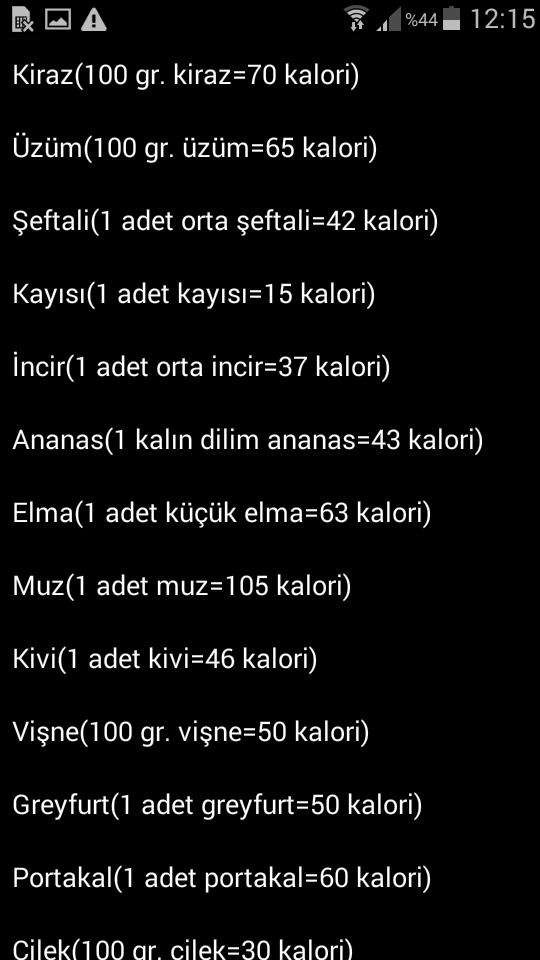 %44 12:15
Kiraz(100 gr. kiraz=70 kalori)
Üzüm(100 gr. üzüm=65 kalori)
Şeftali(1 adet orta şeftali=42 kalori)
Kayısı(1 adet kayısı=15 kalori)
İncir(1 adet orta incir=37 kalori)
Ananas(1 kalın dilim ananas=43 kalori)
Elma(1 adet küçük elma=63 kalori)
Muz(1 adet muz=105 kalori)
Kivi(1 adet kivi=46 kalori)
Vişne(100 gr. vişne=50 kalori)
Greyfurt(1 adet greyfurt=50 kalori)
Portakal(1 adet portakal=60 kalori)
Çilek(100 gr. çilek=30 kalori)